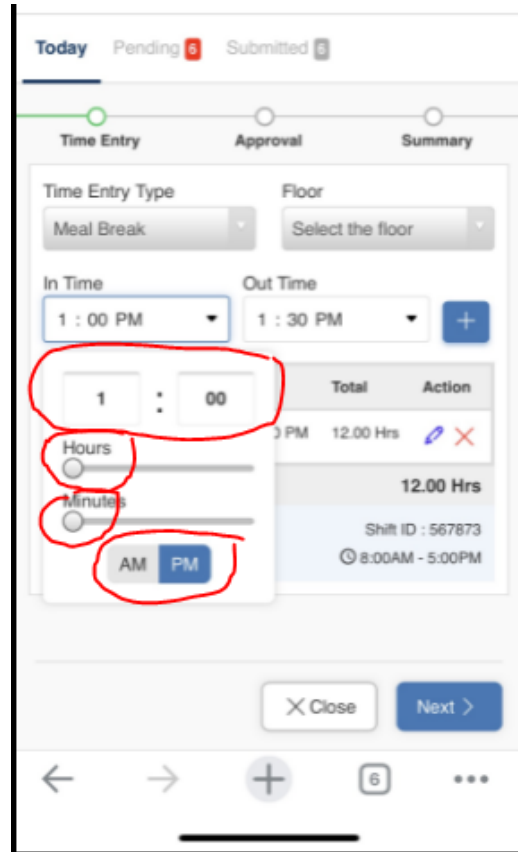 Today Pending 6 Submitted 6
Time Entry Approval Summary
Time Entry Type Floor
Meal Break Select the floor
In Time Out Time
1 : 00 PM 1 : 30 PM +
1 : 00 Total Action
PM 12.00 Hrs
Hours
12.00 Hrs
Minutes
Shift ID : 567873
AM PM 8:00AM - 5:00PM
Close Next >
6